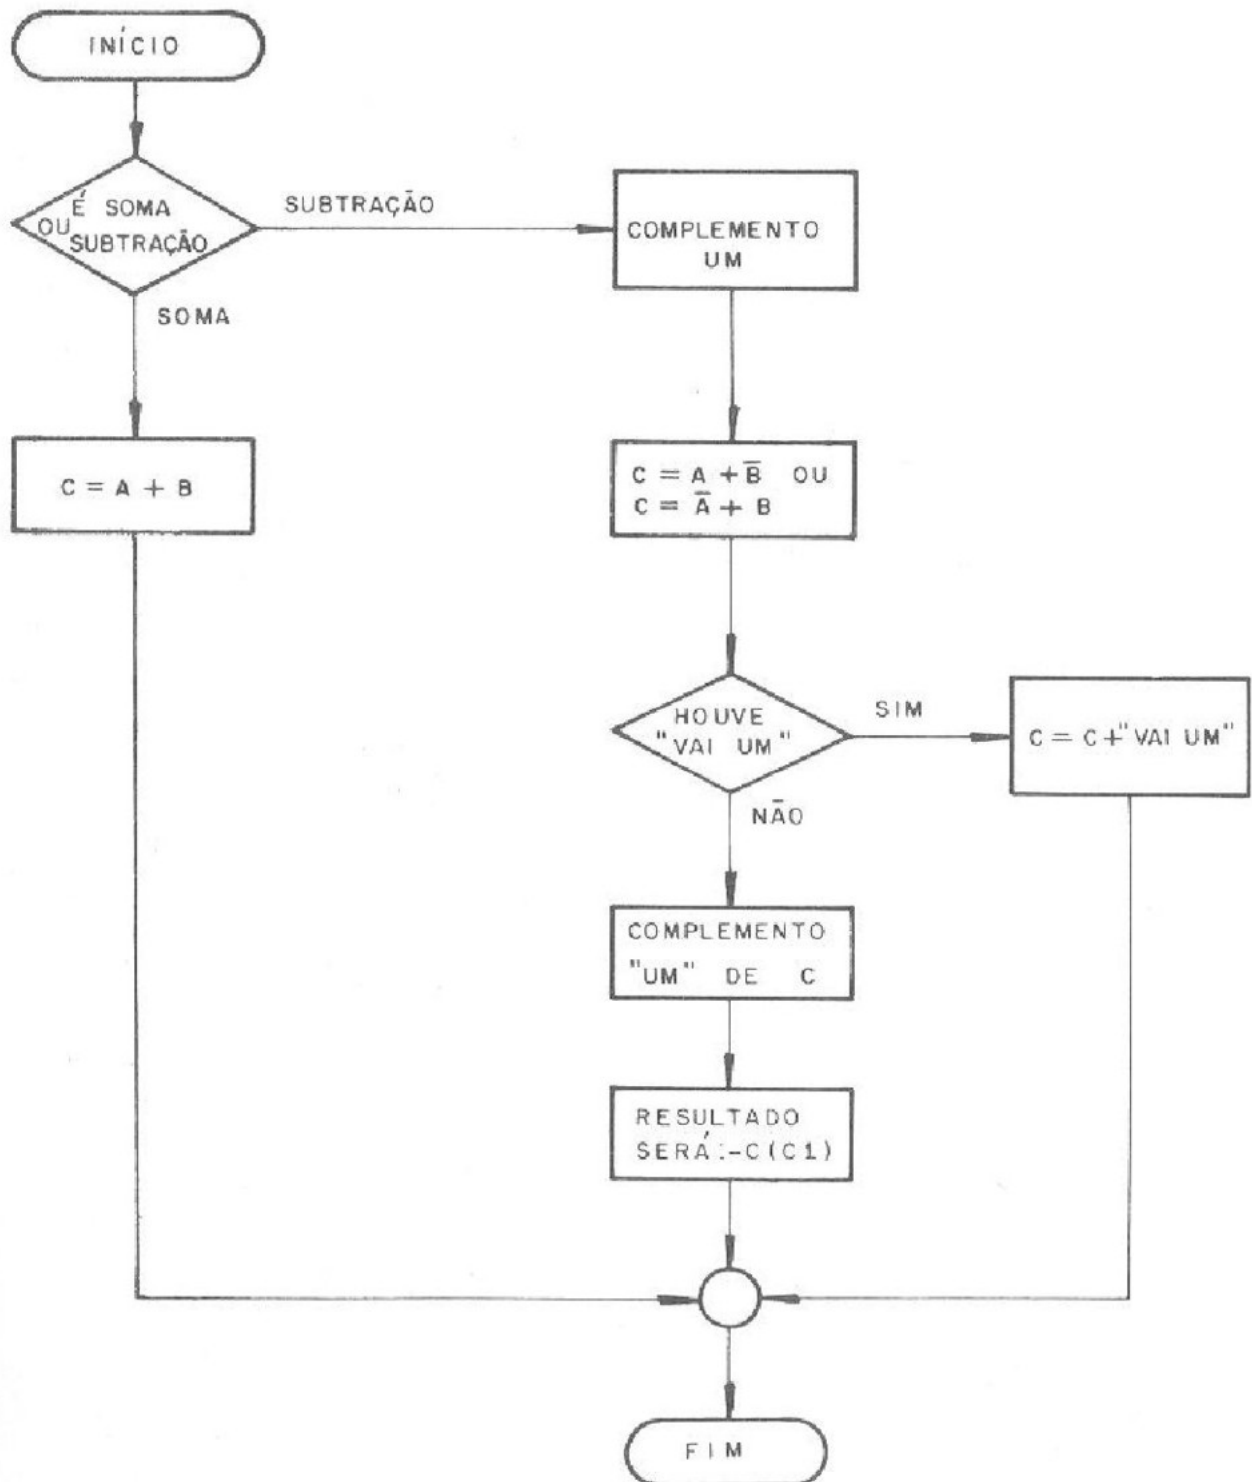 INÍCIO
É SOMA
OU
SUBTRAÇÃO
SUBTRAÇÃO
COMPLEMENTO
UM
SOMA
C = A + B
C = A + B̅ OU
C = A̅ + B
HOUVE
"VAI UM"
SIM
C = C + "VAI UM"
NÃO
COMPLEMENTO
"UM" DE C
RESULTADO
SERÁ:-C(C1)
FIM